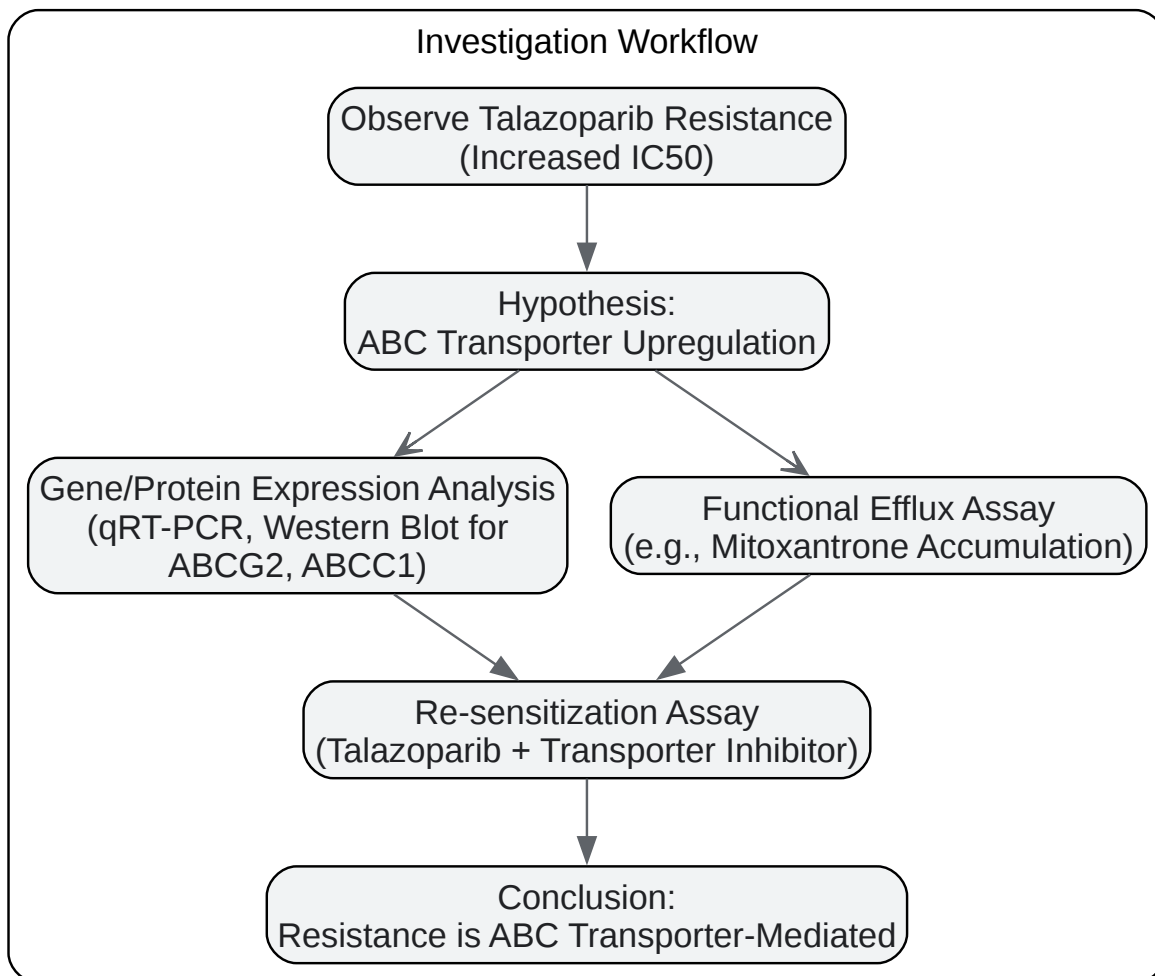 Investigation Workflow
Observe Talazoparib Resistance
(Increased IC50)
Hypothesis:
ABC Transporter Upregulation
Gene/Protein Expression Analysis
(qRT-PCR, Western Blot for
ABCG2, ABCC1)
Functional Efflux Assay
(e.g., Mitoxantrone Accumulation)
Re-sensitization Assay
(Talazoparib + Transporter Inhibitor)
Conclusion:
Resistance is ABC Transporter-Mediated